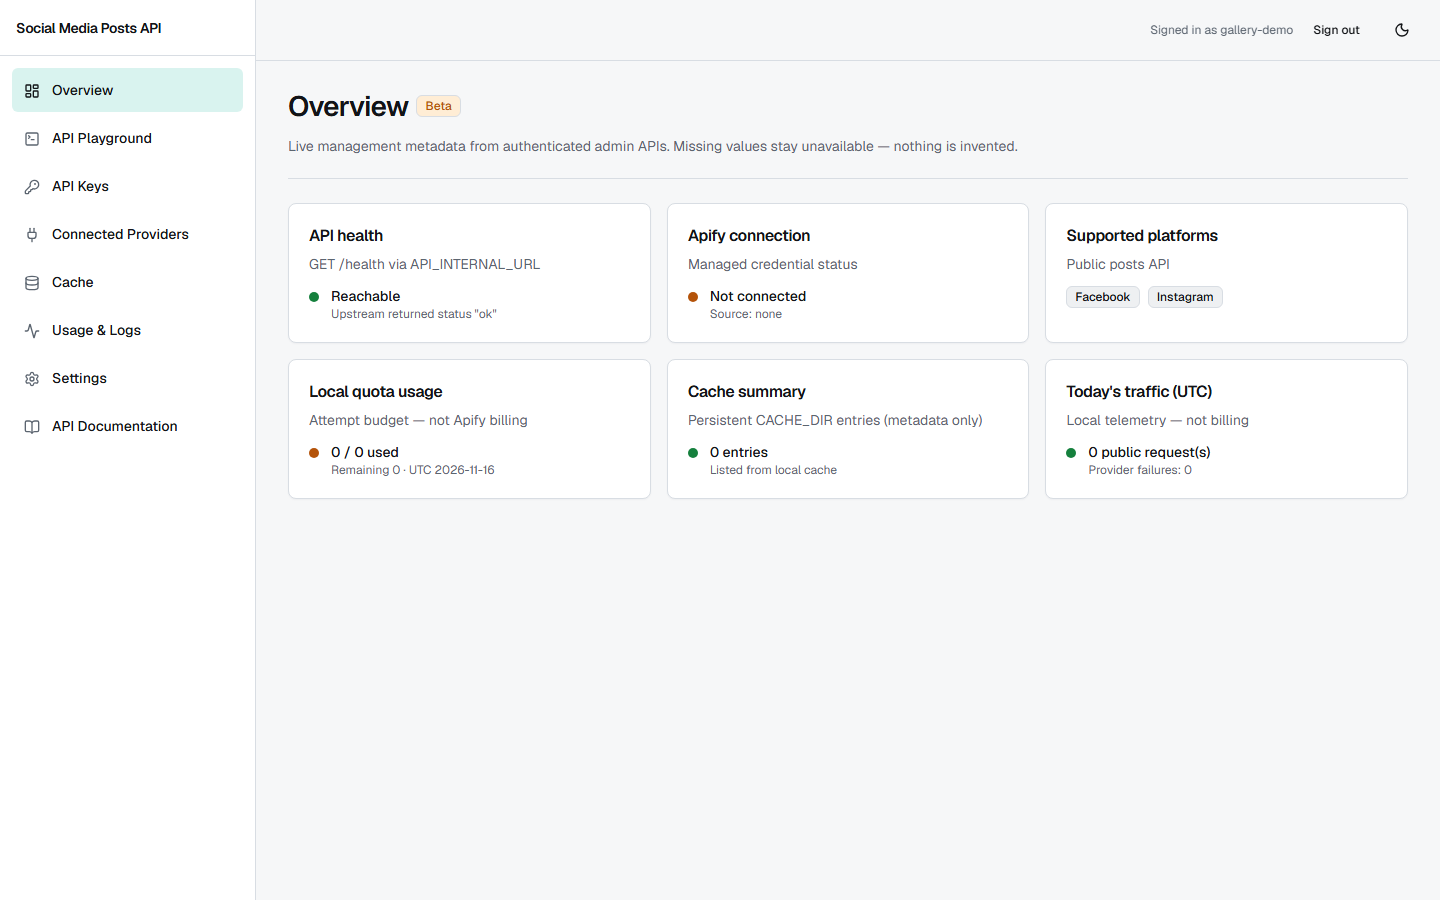 Social Media Posts API
Signed in as gallery-demo
Sign out
Overview
API Playground
API Keys
Connected Providers
Cache
Usage & Logs
Settings
API Documentation
Overview
Beta
Live management metadata from authenticated admin APIs. Missing values stay unavailable — nothing is invented.
API health
GET /health via API_INTERNAL_URL
Reachable
Upstream returned status "ok"
Apify connection
Managed credential status
Not connected
Source: none
Supported platforms
Public posts API
Facebook
Instagram
Local quota usage
Attempt budget — not Apify billing
0 / 0 used
Remaining 0 · UTC 2026-11-16
Cache summary
Persistent CACHE_DIR entries (metadata only)
0 entries
Listed from local cache
Today's traffic (UTC)
Local telemetry — not billing
0 public request(s)
Provider failures: 0